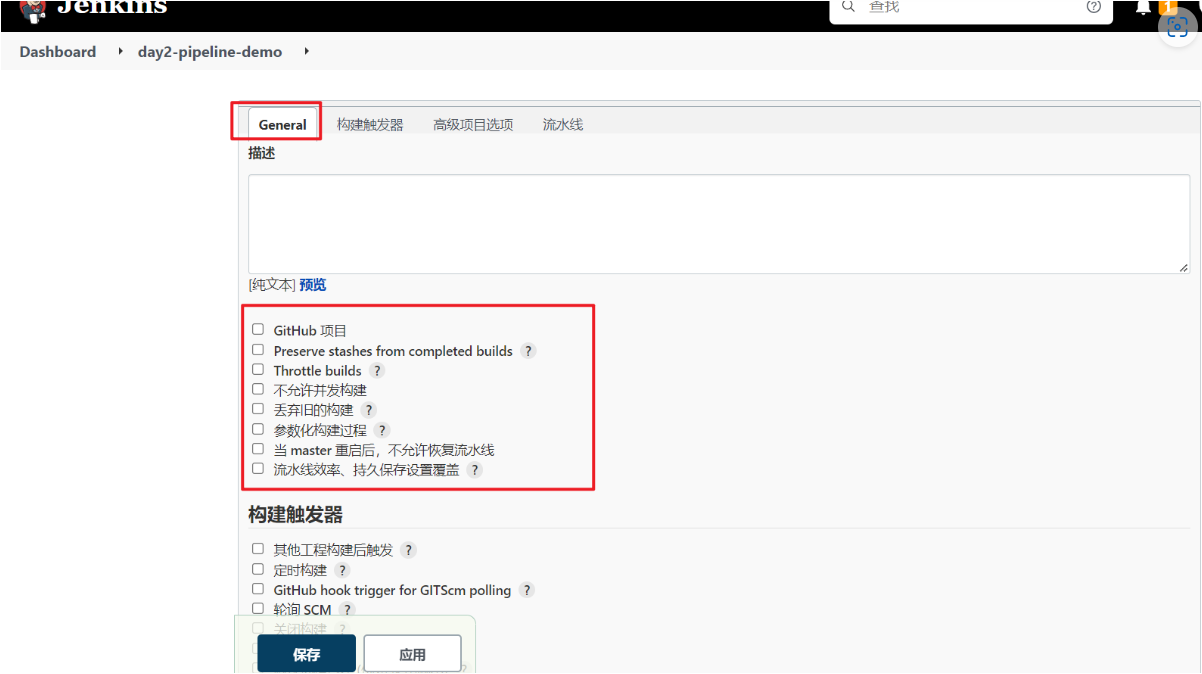 Jenkins
查找
1
Dashboard day2-pipeline-demo
General 构建触发器 高级项目选项 流水线
描述
[纯文本] 预览
GitHub 项目
Preserve stashes from completed builds ?
Throttle builds ?
不允许并发构建
丢弃旧的构建 ?
参数化构建过程 ?
当 master 重启后，不允许恢复流水线
流水线效率、持久保存设置覆盖 ?
构建触发器
其他工程构建后触发 ?
定时构建 ?
GitHub hook trigger for GITScm polling ?
轮询 SCM ?
关闭构建 ?
保存 应用